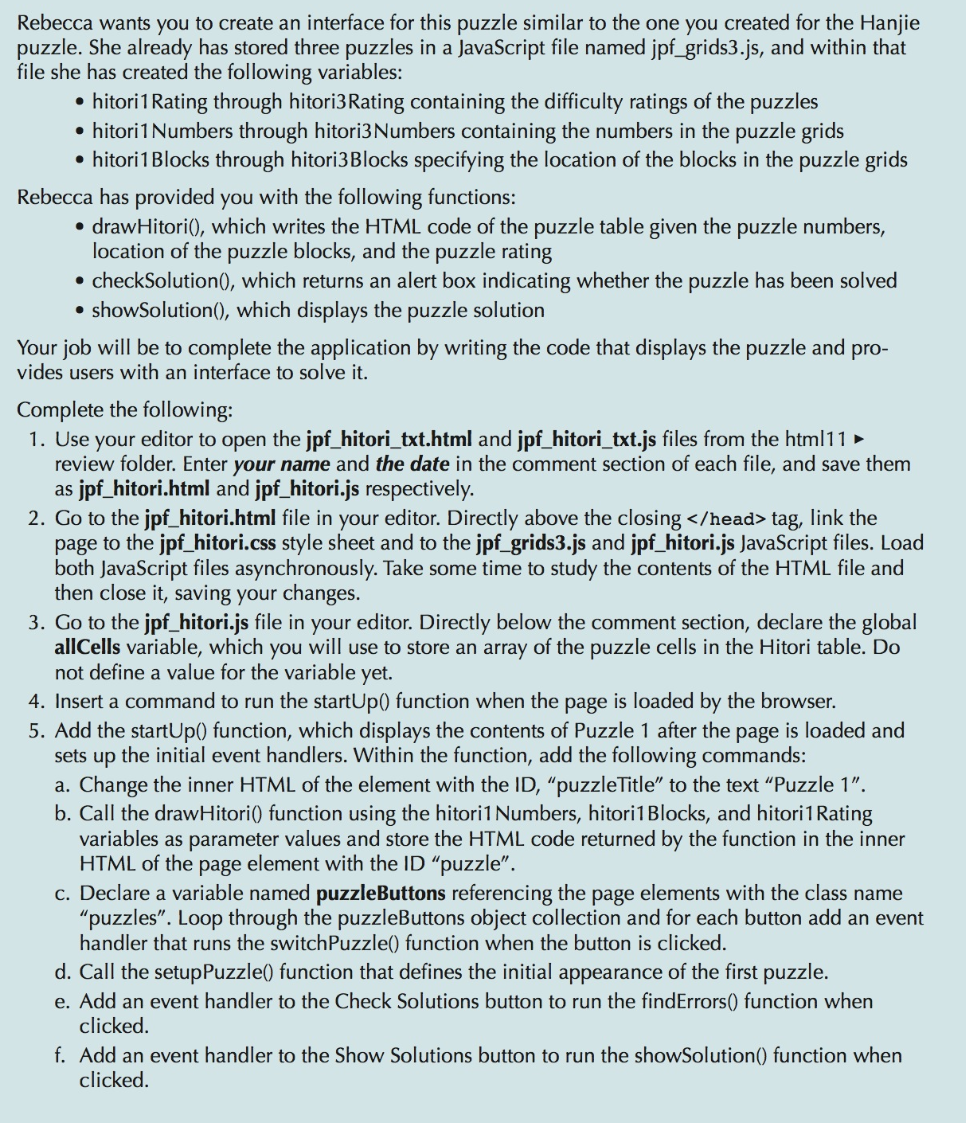 Rebecca wants you to create an interface for this puzzle similar to the one you created for the Hanjie
puzzle. She already has stored three puzzles in a JavaScript file named jpf_grids3.js, and within that
file she has created the following variables:
• hitori1Rating through hitori3Rating containing the difficulty ratings of the puzzles
• hitori1Numbers through hitori3Numbers containing the numbers in the puzzle grids
• hitori1Blocks through hitori3Blocks specifying the location of the blocks in the puzzle grids
Rebecca has provided you with the following functions:
• drawHitori(), which writes the HTML code of the puzzle table given the puzzle numbers,
location of the puzzle blocks, and the puzzle rating
• checkSolution(), which returns an alert box indicating whether the puzzle has been solved
• showSolution(), which displays the puzzle solution
Your job will be to complete the application by writing the code that displays the puzzle and pro-
vides users with an interface to solve it.
Complete the following:
1. Use your editor to open the jpf_hitori_txt.html and jpf_hitori_txt.js files from the html11 ▸
review folder. Enter your name and the date in the comment section of each file, and save them
as jpf_hitori.html and jpf_hitori.js respectively.
2. Go to the jpf_hitori.html file in your editor. Directly above the closing </head> tag, link the
page to the jpf_hitori.css style sheet and to the jpf_grids3.js and jpf_hitori.js JavaScript files. Load
both JavaScript files asynchronously. Take some time to study the contents of the HTML file and
then close it, saving your changes.
3. Go to the jpf_hitori.js file in your editor. Directly below the comment section, declare the global
allCells variable, which you will use to store an array of the puzzle cells in the Hitori table. Do
not define a value for the variable yet.
4. Insert a command to run the startUp() function when the page is loaded by the browser.
5. Add the startUp() function, which displays the contents of Puzzle 1 after the page is loaded and
sets up the initial event handlers. Within the function, add the following commands:
a. Change the inner HTML of the element with the ID, “puzzleTitle” to the text “Puzzle 1”.
b. Call the drawHitori() function using the hitori1Numbers, hitori1Blocks, and hitori1Rating
variables as parameter values and store the HTML code returned by the function in the inner
HTML of the page element with the ID “puzzle”.
c. Declare a variable named puzzleButtons referencing the page elements with the class name
“puzzles”. Loop through the puzzleButtons object collection and for each button add an event
handler that runs the switchPuzzle() function when the button is clicked.
d. Call the setupPuzzle() function that defines the initial appearance of the first puzzle.
e. Add an event handler to the Check Solutions button to run the findErrors() function when
clicked.
f. Add an event handler to the Show Solutions button to run the showSolution() function when
clicked.